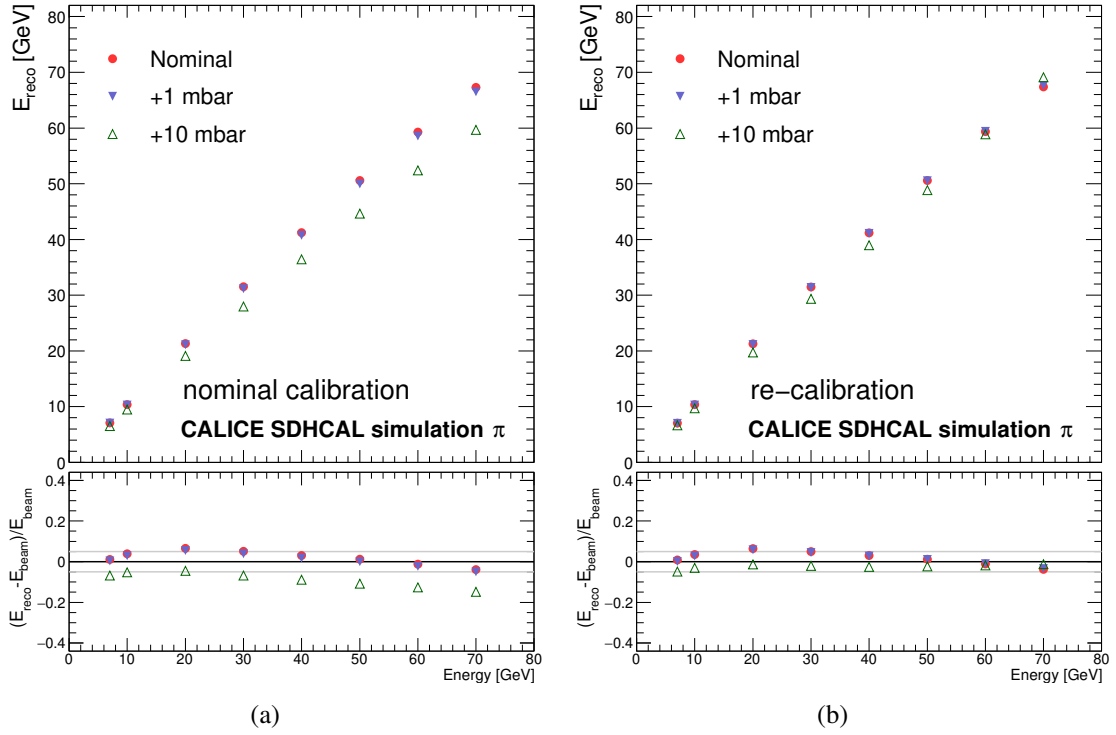 E_reco [GeV]
80
70
60
50
40
30
20
10
0
Nominal
+1 mbar
+10 mbar
nominal calibration
CALICE SDHCAL simulation π
(E_reco-E_beam)/E_beam
0.4
0.2
0
−0.2
−0.4
0 10 20 30 40 50 60 70 80
Energy [GeV]
(a)
E_reco [GeV]
80
70
60
50
40
30
20
10
0
Nominal
+1 mbar
+10 mbar
re−calibration
CALICE SDHCAL simulation π
(E_reco-E_beam)/E_beam
0.4
0.2
0
−0.2
−0.4
0 10 20 30 40 50 60 70 80
Energy [GeV]
(b)